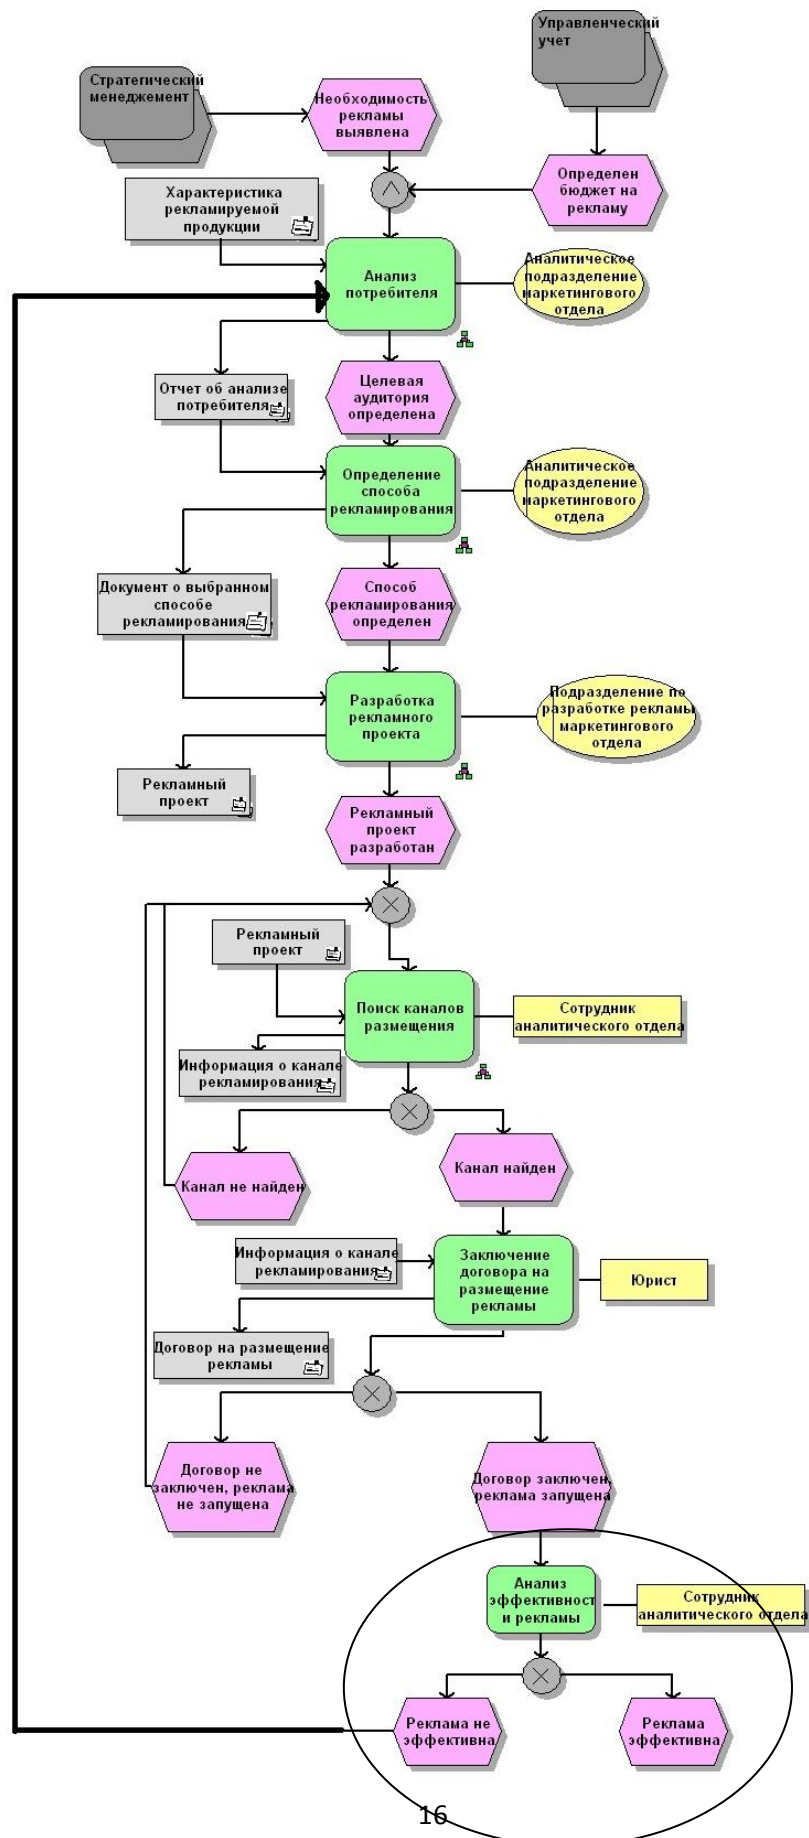 Управленческий
учет
Стратегический
менеджемент
Необходимость
рекламы
выявлена
Определен
бюджет на
рекламу
Характеристика
рекламируемой
продукции
Анализ
потребителя
Аналитическое
подразделение
маркетингового
отдела
Отчет об анализе
потребителя
Целевая
аудитория
определена
Определение
способа
рекламирования
Аналитическое
подразделение
маркетингового
отдела
Документ о выбранном
способе
рекламирования
Способ
рекламирования
определен
Разработка
рекламного
проекта
Подразделение по
разработке рекламы
маркетингового
отдела
Рекламный
проект
Рекламный
проект
разработан
Рекламный
проект
Поиск каналов
размещения
Сотрудник
аналитического отдела
Информация о канале
рекламирования
Канал не найден
Канал найден
Информация о канале
рекламирования
Заключение
договора на
размещение
рекламы
Юрист
Договор на размещение
рекламы
Договор не
заключен, реклама
не запущена
Договор заключен,
реклама запущена
Анализ
эффективност
и рекламы
Сотрудник
аналитического отдела
Реклама не
эффективна
Реклама
эффективна
16